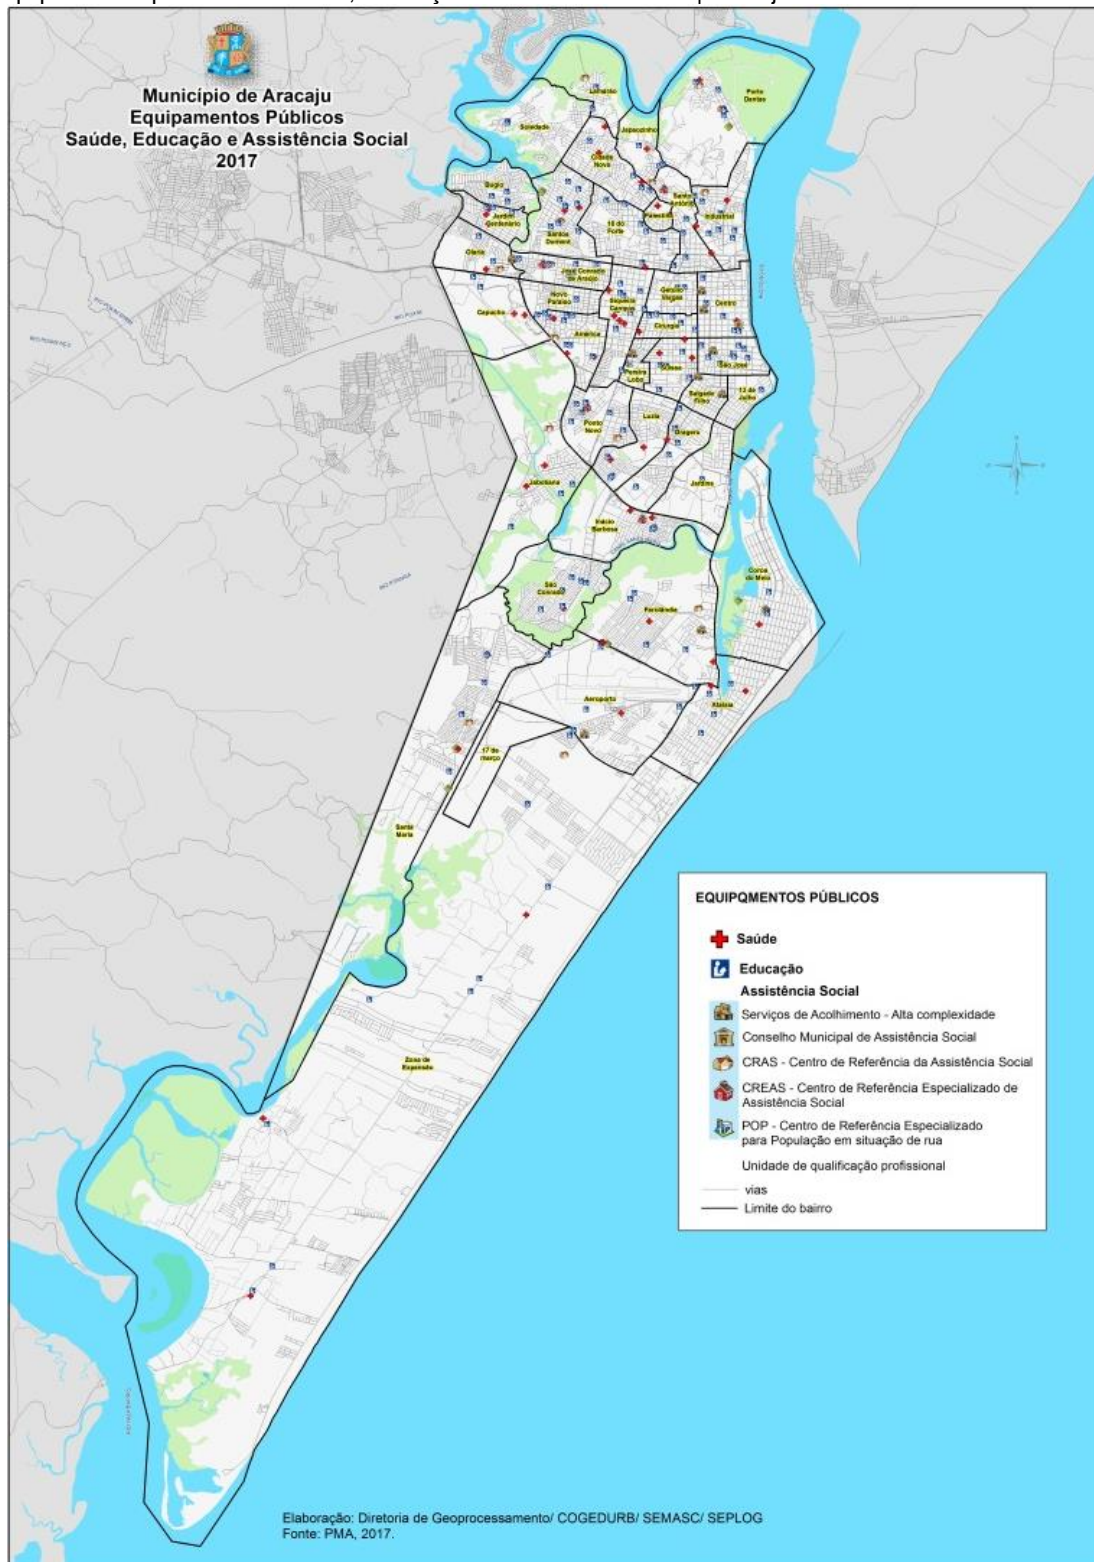 Município de Aracaju
Equipamentos Públicos
Saúde, Educação e Assistência Social
2017
Lamarão
Porto
Dantas
Soledade
Japãozinho
Cidade
Nova
Bugio
Jardim
Centenário
Santos
Dumont
18 do
Forte
Palestina
Santo
Antônio
Industrial
Olaria
José Conrado
de Araújo
Novo
Paraíso
Siqueira
Campos
Getúlio
Vargas
Centro
Capucho
América
Cirurgia
Pereira
Lobo
Suíssa
São José
Salgado
Filho
13 de
Julho
Ponto
Novo
Luzia
Grageru
Jabotiana
Jardins
Inácio
Barbosa
São
Conrado
Coroa
do Meio
Farolândia
Aeroporto
Atalaia
17 de
março
Santa
Maria
Zona de
Expansão
EQUIPQMENTOS PÚBLICOS
Saúde
Educação
Assistência Social
Serviços de Acolhimento - Alta complexidade
Conselho Municipal de Assistência Social
CRAS - Centro de Referência da Assistência Social
CREAS - Centro de Referência Especializado de
Assistência Social
POP - Centro de Referência Especializado
para População em situação de rua
Unidade de qualificação profissional
vias
Limite do bairro
Elaboração: Diretoria de Geoprocessamento/ COGEDURB/ SEMASC/ SEPLOG
Fonte: PMA, 2017.